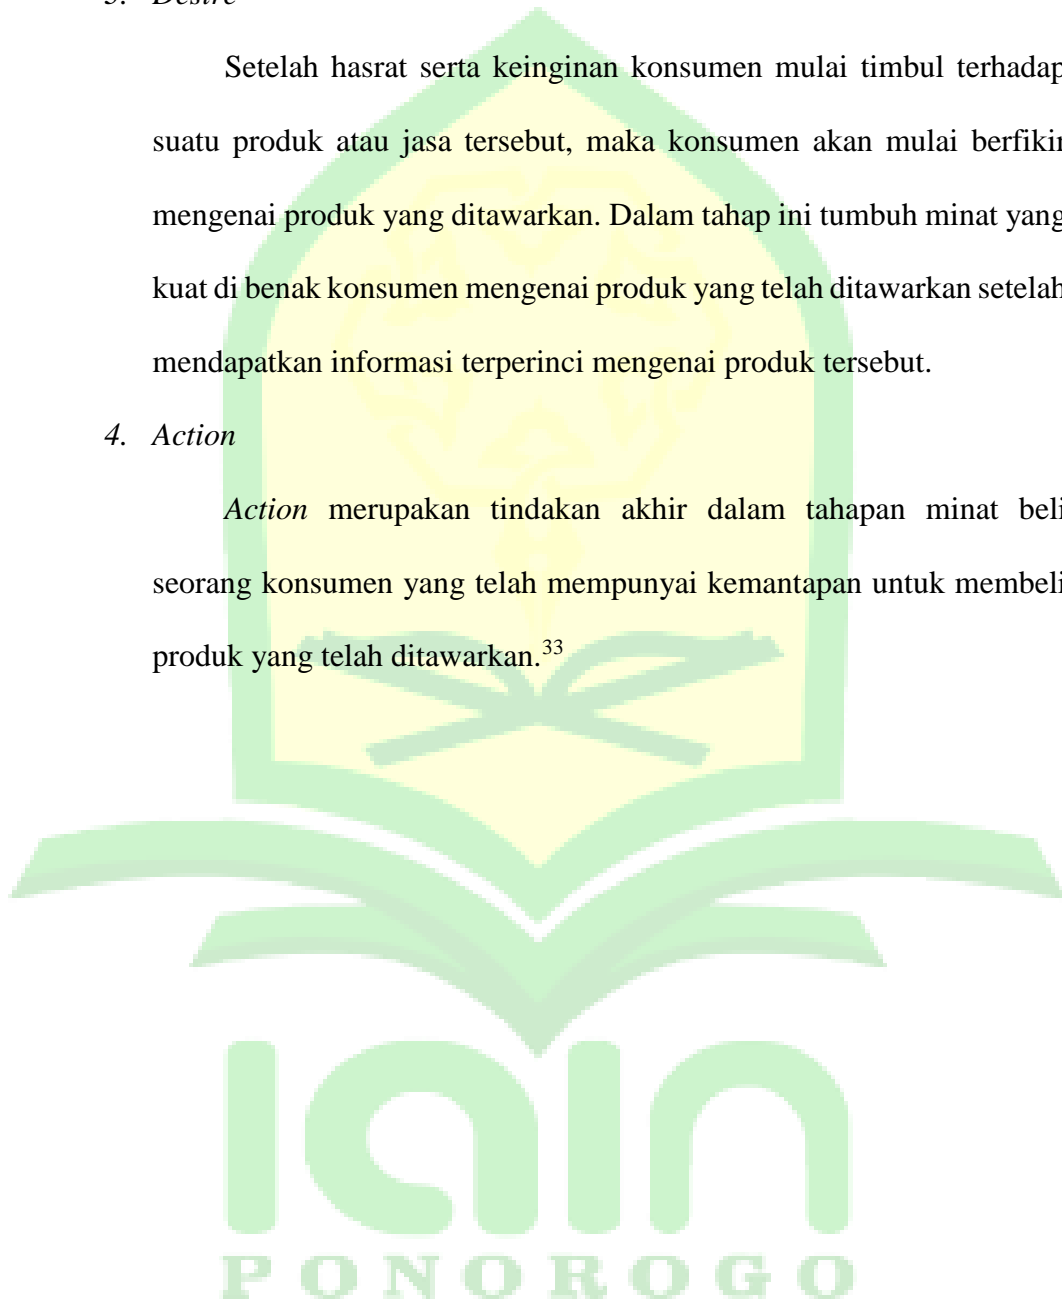 3. Desire
Setelah hasrat serta keinginan konsumen mulai timbul terhadap
suatu produk atau jasa tersebut, maka konsumen akan mulai berfikir
mengenai produk yang ditawarkan. Dalam tahap ini tumbuh minat yang
kuat di benak konsumen mengenai produk yang telah ditawarkan setelah
mendapatkan informasi terperinci mengenai produk tersebut.
4. Action
Action merupakan tindakan akhir dalam tahapan minat beli
seorang konsumen yang telah mempunyai kemantapan untuk membeli
produk yang telah ditawarkan.33
iain
PONOROGO